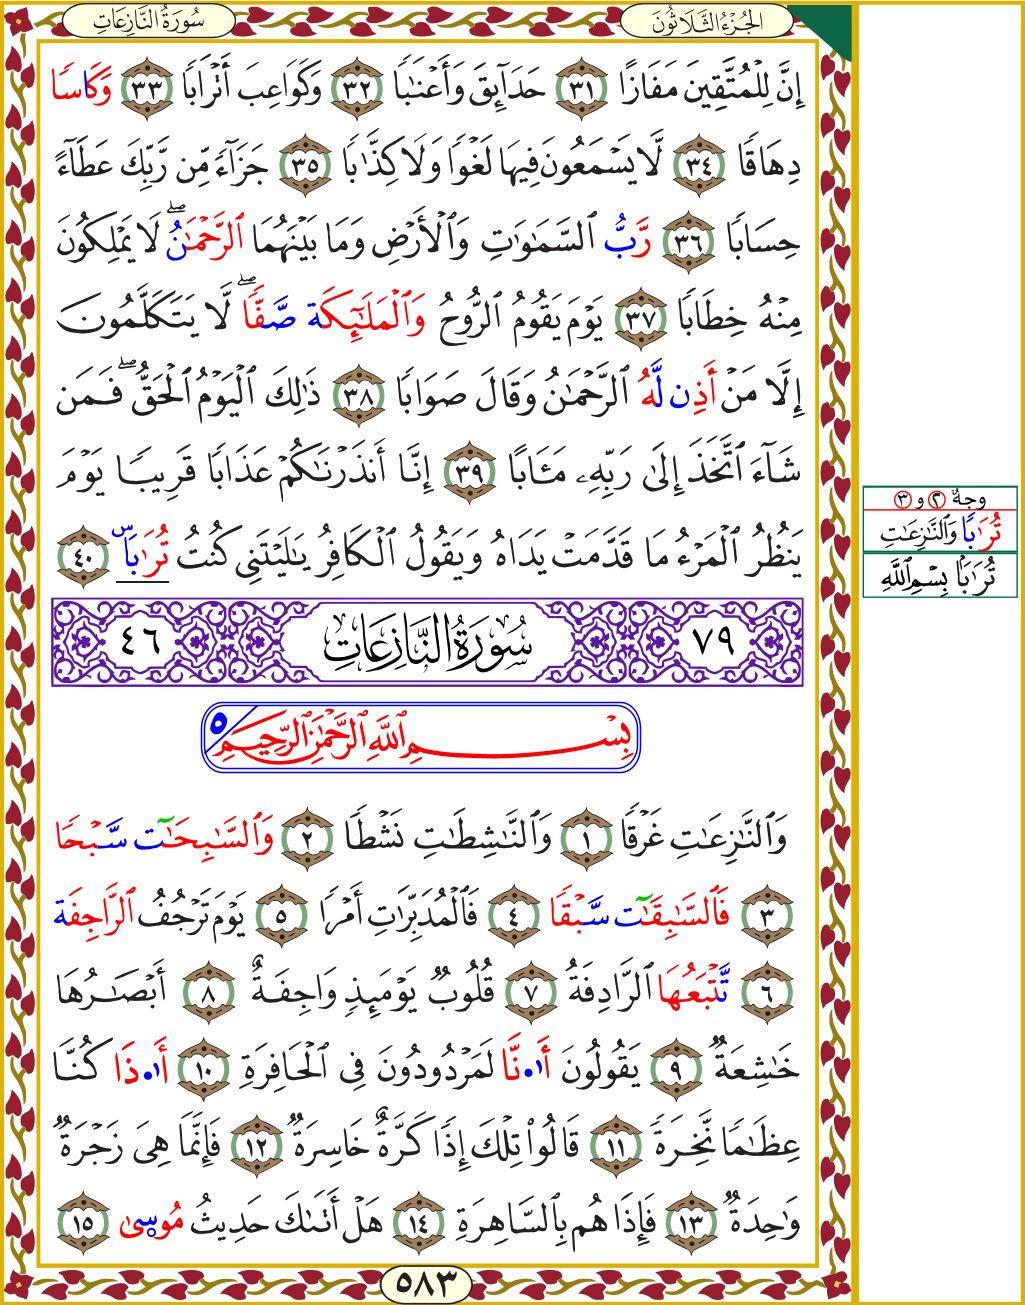 سُورَةُ النَّازِعَاتِ
الجُزْءُ الثَّلَاثُونَ
إِنَّ لِلْمُتَّقِينَ مَفَازًا ٣١ حَدَآئِقَ وَأَعْنَٰبًا ٣٢ وَكَوَاعِبَ أَتْرَابًا ٣٣ وَكَاسًا
دِهَاقًا ٣٤ لَّا يَسْمَعُونَ فِيهَا لَغْوًا وَلَا كِذَّٰبًا ٣٥ جَزَآءً مِّن رَّبِّكَ عَطَآءً
حِسَابًا ٣٦ رَّبُّ ٱلسَّمَٰوَٰتِ وَٱلْأَرْضِ وَمَا بَيْنَهُمَا ٱلرَّحْمَٰنُ ۖ لَا يَمْلِكُونَ
مِنْهُ خِطَابًا ٣٧ يَوْمَ يَقُومُ ٱلرُّوحُ وَٱلْمَلَٰٓئِكَة صَّفًّا ۖ لَّا يَتَكَلَّمُونَ
إِلَّا مَنْ أَذِن لَّهُ ٱلرَّحْمَٰنُ وَقَالَ صَوَابًا ٣٨ ذَٰلِكَ ٱلْيَوْمُ ٱلْحَقُّ ۖ فَمَن
شَآءَ ٱتَّخَذَ إِلَىٰ رَبِّهِۦ مَـَٔابًا ٣٩ إِنَّا أَنذَرْنَٰكُمْ عَذَابًا قَرِيبًا يَوْمَ
يَنظُرُ ٱلْمَرْءُ مَا قَدَّمَتْ يَدَاهُ وَيَقُولُ ٱلْكَافِرُ يَٰلَيْتَنِي كُنتُ تُرَٰبَۢا س ٤٠
٧٩ سُورَةُ النَّازِعَاتِ ٤٦
بِسْمِ ٱللَّهِ ٱلرَّحْمَٰنِ ٱلرَّحِيمِ ٥
وَٱلنَّٰزِعَٰتِ غَرْقًا ١ وَٱلنَّٰشِطَٰتِ نَشْطًا ٢ وَٱلسَّٰبِحَٰٓت سَّبْحًا
٣ فَٱلسَّٰبِقَٰٓت سَّبْقًا ٤ فَٱلْمُدَبِّرَٰتِ أَمْرًا ٥ يَوْمَ تَرْجُفُ ٱلرَّاجِفَة
٦ تَّتْبَعُهَا ٱلرَّادِفَةُ ٧ قُلُوبٌ يَوْمَئِذٍ وَاجِفَةٌ ٨ أَبْصَٰرُهَا
خَٰشِعَةٌ ٩ يَقُولُونَ أَا۬نَّا لَمَرْدُودُونَ فِي ٱلْحَافِرَةِ ١٠ أَا۬ذَا كُنَّا
عِظَٰمًا نَّخِرَةً ١١ قَالُوا۟ تِلْكَ إِذًا كَرَّةٌ خَاسِرَةٌ ١٢ فَإِنَّمَا هِيَ زَجْرَةٌ
وَٰحِدَةٌ ١٣ فَإِذَا هُم بِٱلسَّاهِرَةِ ١٤ هَلْ أَتَىٰكَ حَدِيثُ مُوسىٰ ١٥
٥٨٣
وجهٌ ٢ و ٣
تُرَٰبًا وَالنَّٰزِعَٰتِ
تُرَٰبًا بِسْمِ ٱللَّهِ